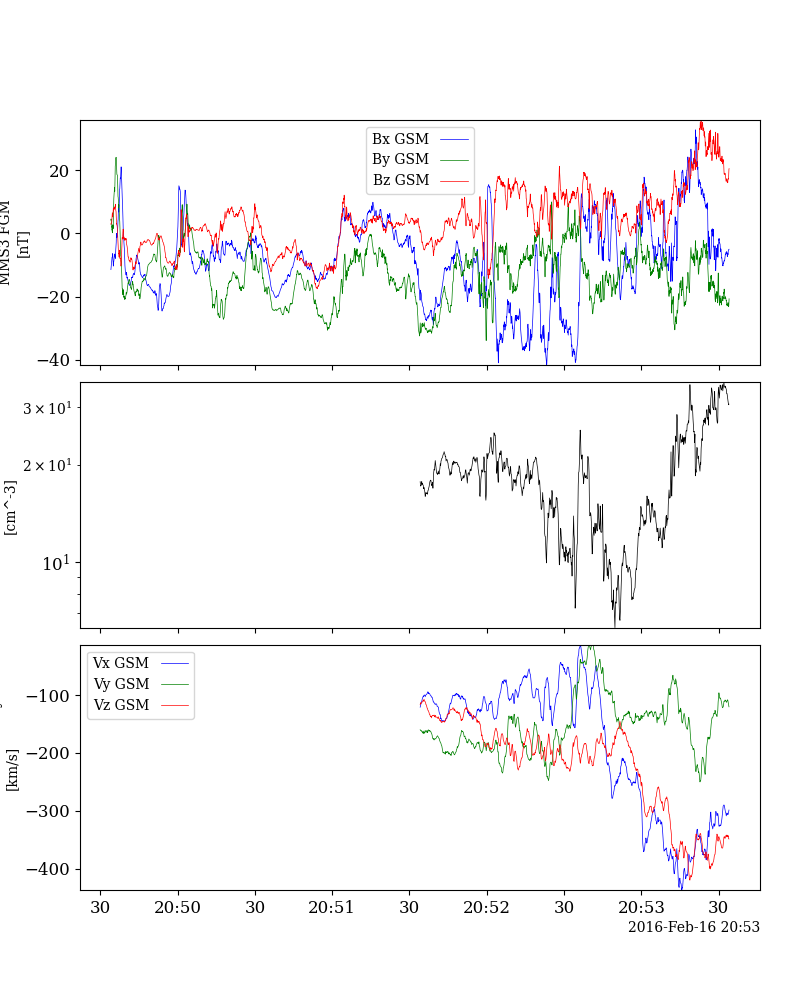 MMS3 FGM
[nT]
20
0
−20
−40
Bx GSM
By GSM
Bz GSM
[cm^-3]
3 × 10¹
2 × 10¹
10¹
[km/s]
−100
−200
−300
−400
Vx GSM
Vy GSM
Vz GSM
30 20:50 30 20:51 30 20:52 30 20:53 30
2016-Feb-16 20:53